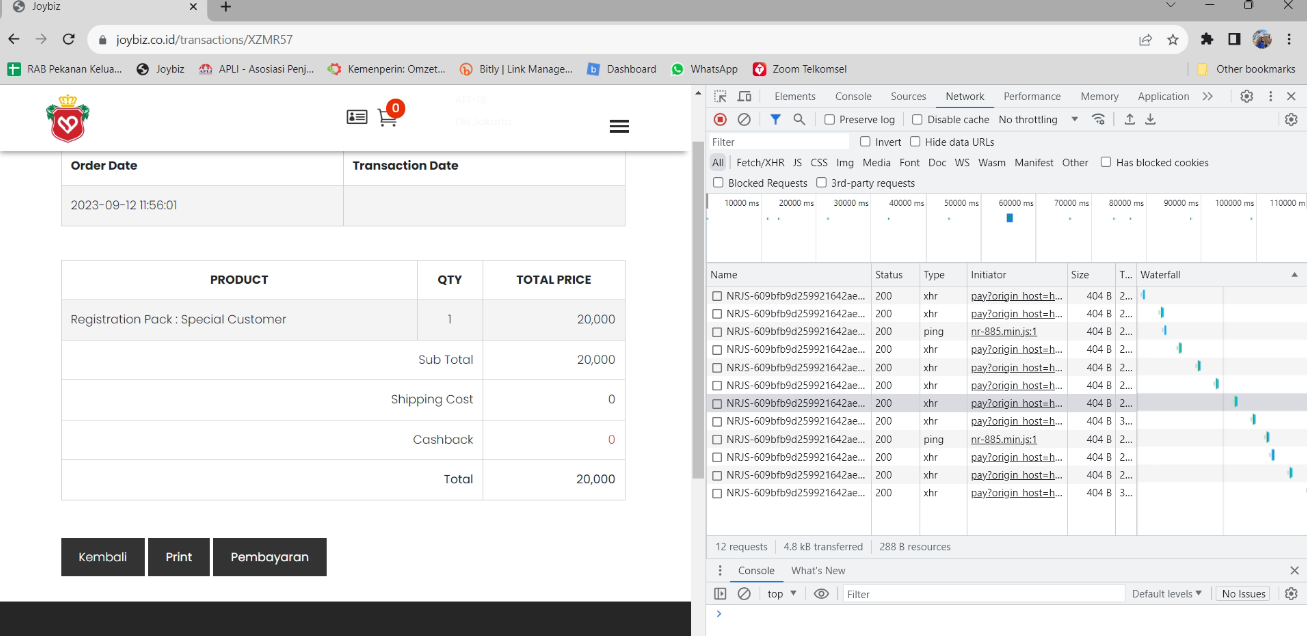 Joybiz
joybiz.co.id/transactions/XZMR57
RAB Pekanan Kelua... Joybiz APLI - Asosiasi Penj... Kemenperin: Omzet... Bitly | Link Manage... Dashboard WhatsApp Zoom Telkomsel Other bookmarks
0
Order Date Transaction Date
2023-09-12 11:56:01
PRODUCT QTY TOTAL PRICE
Registration Pack : Special Customer 1 20,000
Sub Total 20,000
Shipping Cost 0
Cashback 0
Total 20,000
Kembali Print Pembayaran
Elements Console Sources Network Performance Memory Application
Preserve log Disable cache No throttling
Filter Invert Hide data URLs
All Fetch/XHR JS CSS Img Media Font Doc WS Wasm Manifest Other Has blocked cookies
Blocked Requests 3rd-party requests
10000 ms 20000 ms 30000 ms 40000 ms 50000 ms 60000 ms 70000 ms 80000 ms 90000 ms 100000 ms 110000 m
Name Status Type Initiator Size T... Waterfall
NRJS-609bfb9d259921642ae... 200 xhr pay?origin_host=h... 404 B 2...
NRJS-609bfb9d259921642ae... 200 xhr pay?origin_host=h... 404 B 2...
NRJS-609bfb9d259921642ae... 200 ping nr-885.min.js:1 404 B 2...
NRJS-609bfb9d259921642ae... 200 xhr pay?origin_host=h... 404 B 2...
NRJS-609bfb9d259921642ae... 200 xhr pay?origin_host=h... 404 B 2...
NRJS-609bfb9d259921642ae... 200 xhr pay?origin_host=h... 404 B 2...
NRJS-609bfb9d259921642ae... 200 xhr pay?origin_host=h... 404 B 2...
NRJS-609bfb9d259921642ae... 200 xhr pay?origin_host=h... 404 B 3...
NRJS-609bfb9d259921642ae... 200 ping nr-885.min.js:1 404 B 2...
NRJS-609bfb9d259921642ae... 200 xhr pay?origin_host=h... 404 B 2...
NRJS-609bfb9d259921642ae... 200 xhr pay?origin_host=h... 404 B 2...
NRJS-609bfb9d259921642ae... 200 xhr pay?origin_host=h... 404 B 3...
12 requests 4.8 kB transferred 288 B resources
Console What's New
top Filter Default levels No Issues